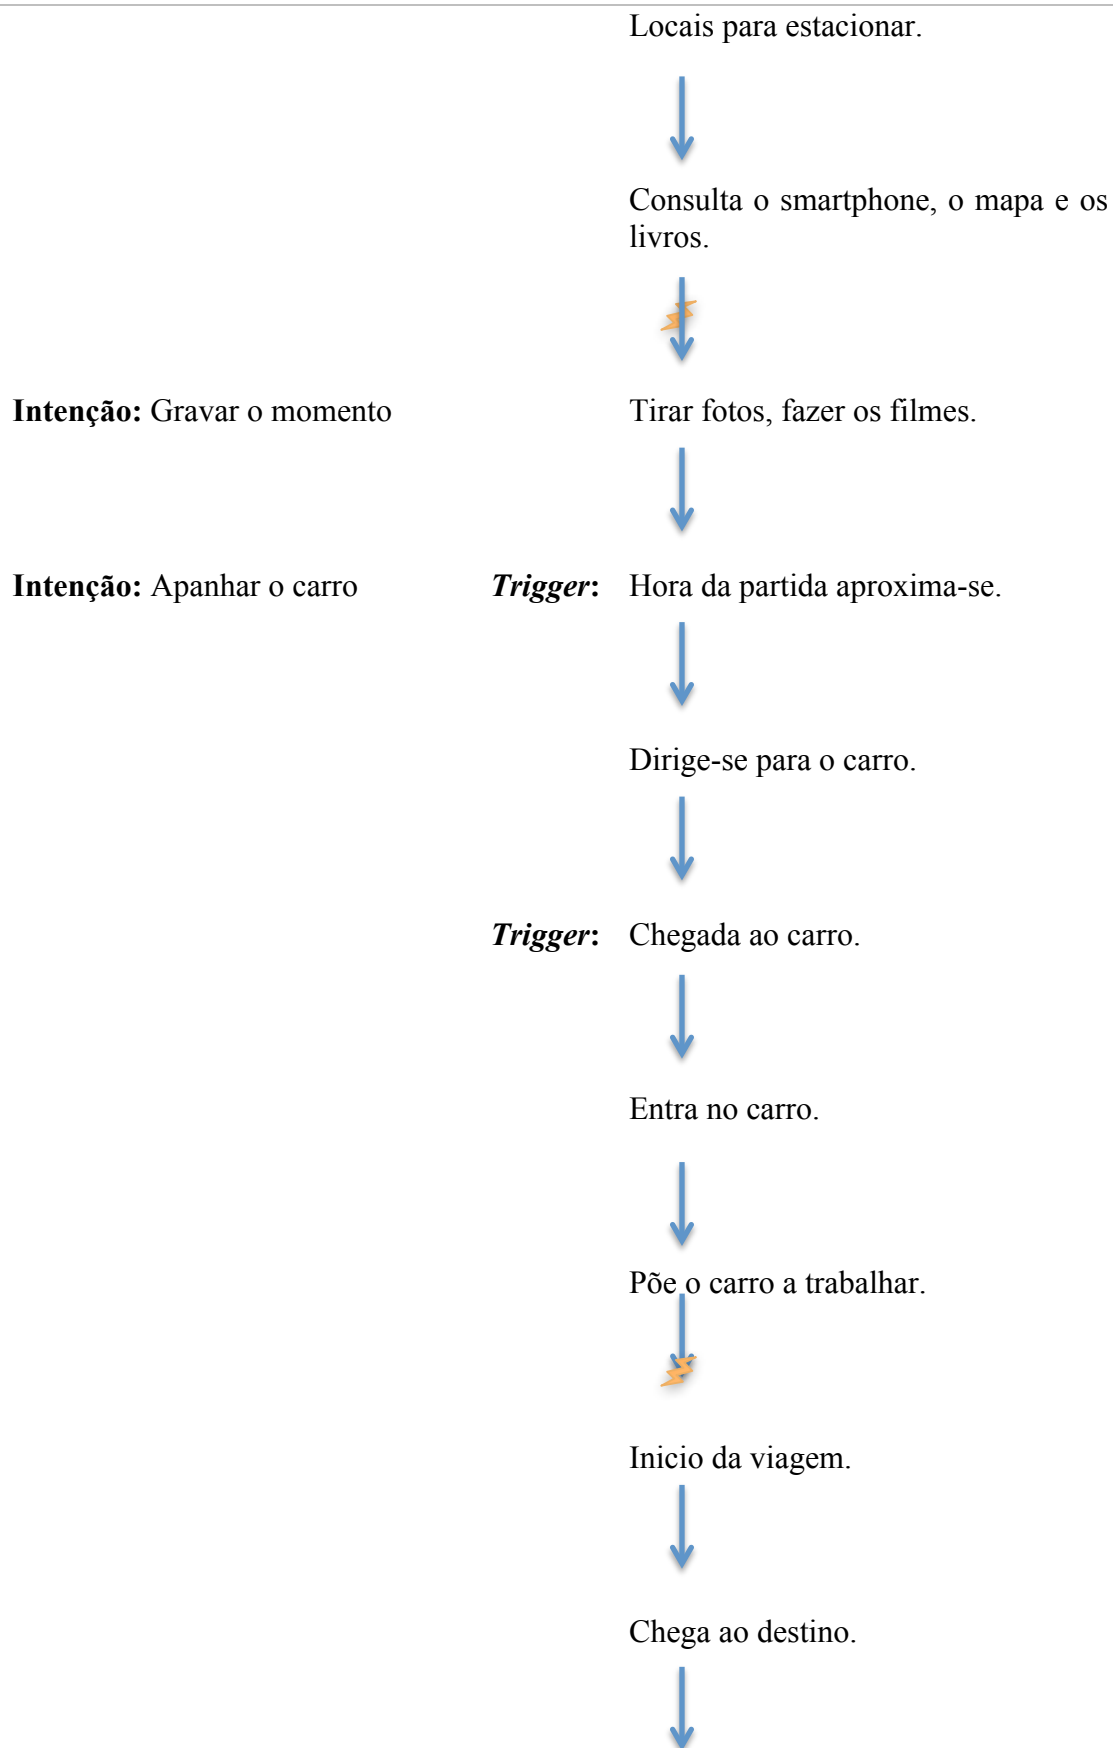 Locais para estacionar.
Consulta o smartphone, o mapa e os
livros.
Intenção: Gravar o momento Tirar fotos, fazer os filmes.
Intenção: Apanhar o carro Trigger: Hora da partida aproxima-se.
Dirige-se para o carro.
Trigger: Chegada ao carro.
Entra no carro.
Põe o carro a trabalhar.
Inicio da viagem.
Chega ao destino.